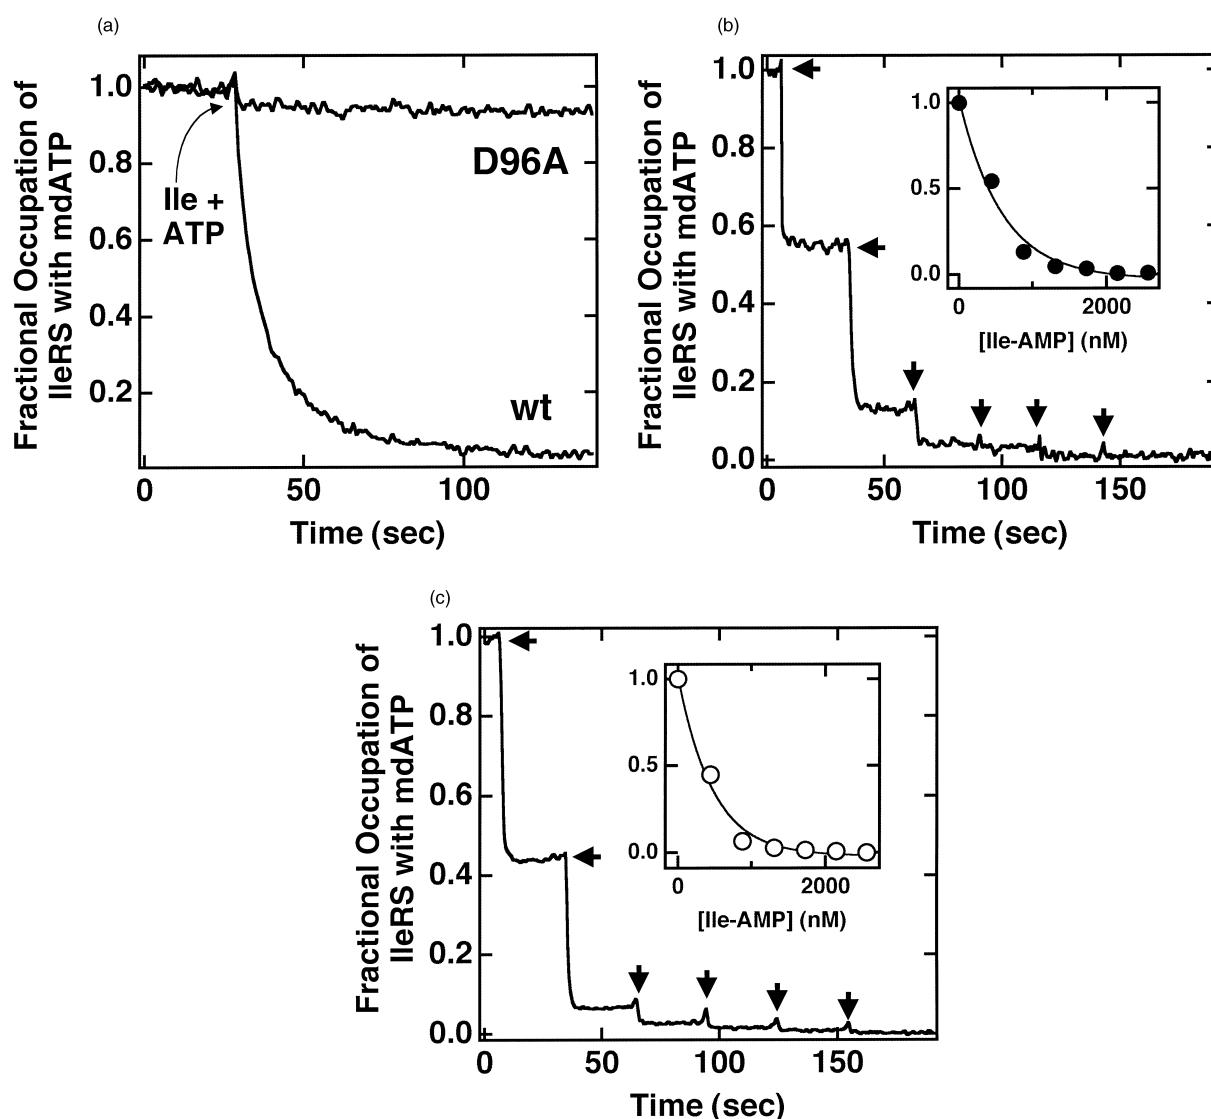 (a)
Fractional Occupation of
IleRS with mdATP
1.0
0.8
0.6
0.4
0.2
Ile +
ATP
D96A
wt
0
50
100
Time (sec)
(b)
Fractional Occupation of
IleRS with mdATP
1.0
0.8
0.6
0.4
0.2
0.0
1.0
0.5
0.0
0
2000
[Ile-AMP] (nM)
0
50
100
150
Time (sec)
(c)
Fractional Occupation of
IleRS with mdATP
1.0
0.8
0.6
0.4
0.2
0.0
1.0
0.5
0.0
0
2000
[Ile-AMP] (nM)
0
50
100
150
Time (sec)